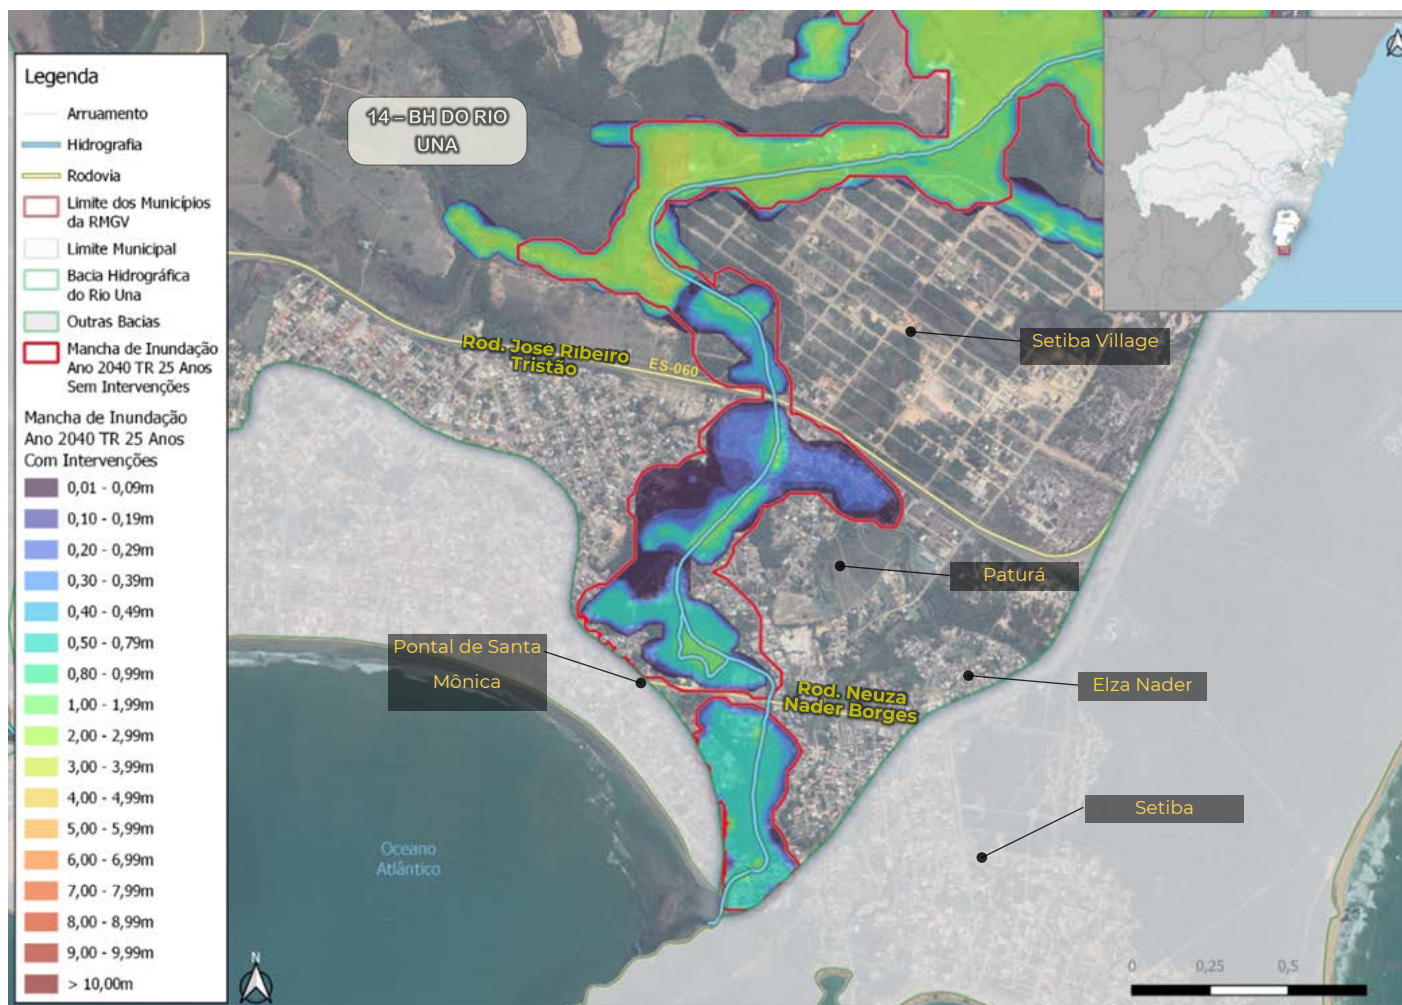 Legenda
Arruamento
Hidrografia
Rodovia
Limite dos Municípios
da RMGV
Limite Municipal
Bacia Hidrográfica
do Rio Una
Outras Bacias
Mancha de Inundação
Ano 2040 TR 25 Anos
Sem Intervenções
Mancha de Inundação
Ano 2040 TR 25 Anos
Com Intervenções
0,01 - 0,09m
0,10 - 0,19m
0,20 - 0,29m
0,30 - 0,39m
0,40 - 0,49m
0,50 - 0,79m
0,80 - 0,99m
1,00 - 1,99m
2,00 - 2,99m
3,00 - 3,99m
4,00 - 4,99m
5,00 - 5,99m
6,00 - 6,99m
7,00 - 7,99m
8,00 - 8,99m
9,00 - 9,99m
> 10,00m
14 – BH DO RIO
UNA
Rod. José Ribeiro
Tristão
ES-060
Setiba Village
Paturá
Pontal de Santa
Mônica
Elza Nader
Rod. Neuza
Nader Borges
Setiba
Oceano
Atlântico
N
0 0,25 0,5